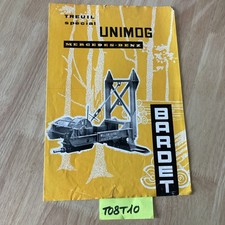 TREUIL
spécial
UNIMOG
MERCEDES-BENZ
BARDET
T08T10